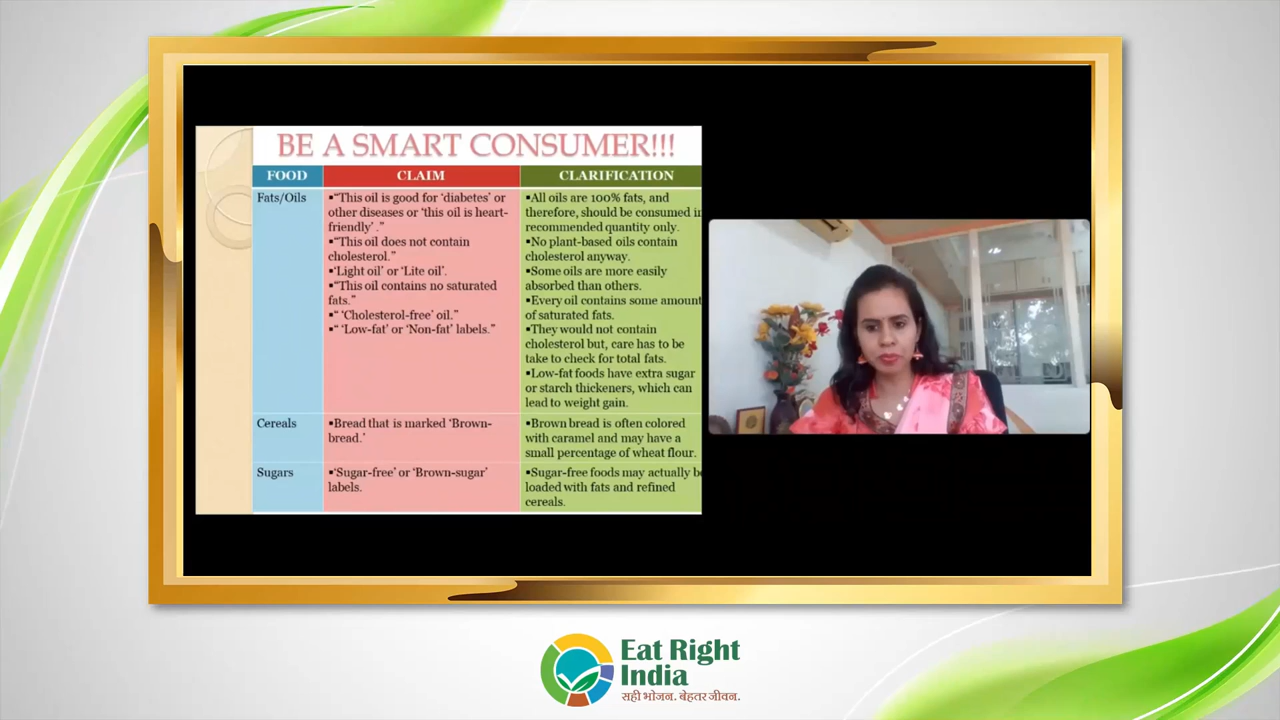 BE A SMART CONSUMER!!!
FOOD
CLAIM
CLARIFICATION
Fats/Oils
▪"This oil is good for 'diabetes' or
other diseases or 'this oil is heart-
friendly' ."
▪"This oil does not contain
cholesterol."
▪'Light oil' or 'Lite oil'.
▪"This oil contains no saturated
fats."
▪" 'Cholesterol-free' oil."
▪" 'Low-fat' or 'Non-fat' labels."
▪All oils are 100% fats, and
therefore, should be consumed in
recommended quantity only.
▪No plant-based oils contain
cholesterol anyway.
▪Some oils are more easily
absorbed than others.
▪Every oil contains some amount
of saturated fats.
▪They would not contain
cholesterol but, care has to be
take to check for total fats.
▪Low-fat foods have extra sugar
or starch thickeners, which can
lead to weight gain.
Cereals
▪Bread that is marked 'Brown-
bread.'
▪Brown bread is often colored
with caramel and may have a
small percentage of wheat flour.
Sugars
▪'Sugar-free' or 'Brown-sugar'
labels.
▪Sugar-free foods may actually be
loaded with fats and refined
cereals.
Eat Right
India
सही भोजन. बेहतर जीवन.